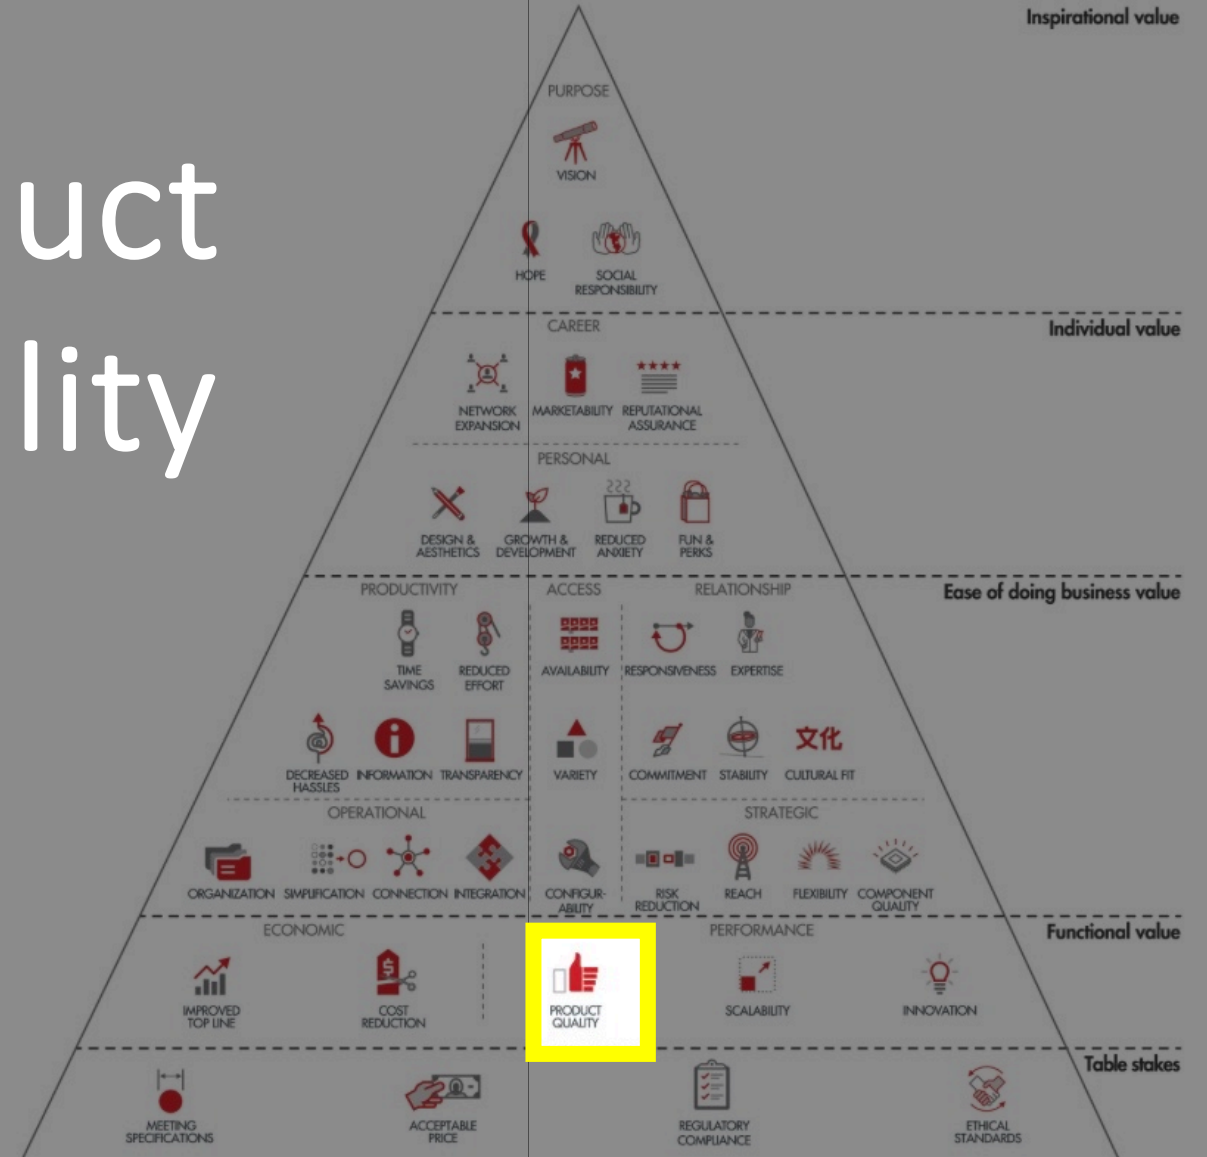 Inspirational value
PURPOSE
VISION
uct
lity
HOPE
SOCIAL
RESPONSIBILITY
Individual value
CAREER
NETWORK
EXPANSION
MARKETABILITY
REPUTATIONAL
ASSURANCE
PERSONAL
DESIGN &
AESTHETICS
GROWTH &
DEVELOPMENT
REDUCED
ANXIETY
FUN &
PERKS
Ease of doing business value
PRODUCTIVITY
ACCESS
RELATIONSHIP
TIME
SAVINGS
REDUCED
EFFORT
AVAILABILITY
RESPONSIVENESS
EXPERTISE
文化
DECREASED
HASSLES
INFORMATION
TRANSPARENCY
VARIETY
COMMITMENT
STABILITY
CULTURAL FIT
OPERATIONAL
STRATEGIC
ORGANIZATION
SIMPLIFICATION
CONNECTION
INTEGRATION
CONFIGUR-
ABILITY
RISK
REDUCTION
REACH
FLEXIBILITY
COMPONENT
QUALITY
Functional value
ECONOMIC
PERFORMANCE
$
IMPROVED
TOP LINE
COST
REDUCTION
PRODUCT
QUALITY
SCALABILITY
INNOVATION
Table stakes
MEETING
SPECIFICATIONS
ACCEPTABLE
PRICE
REGULATORY
COMPLIANCE
ETHICAL
STANDARDS